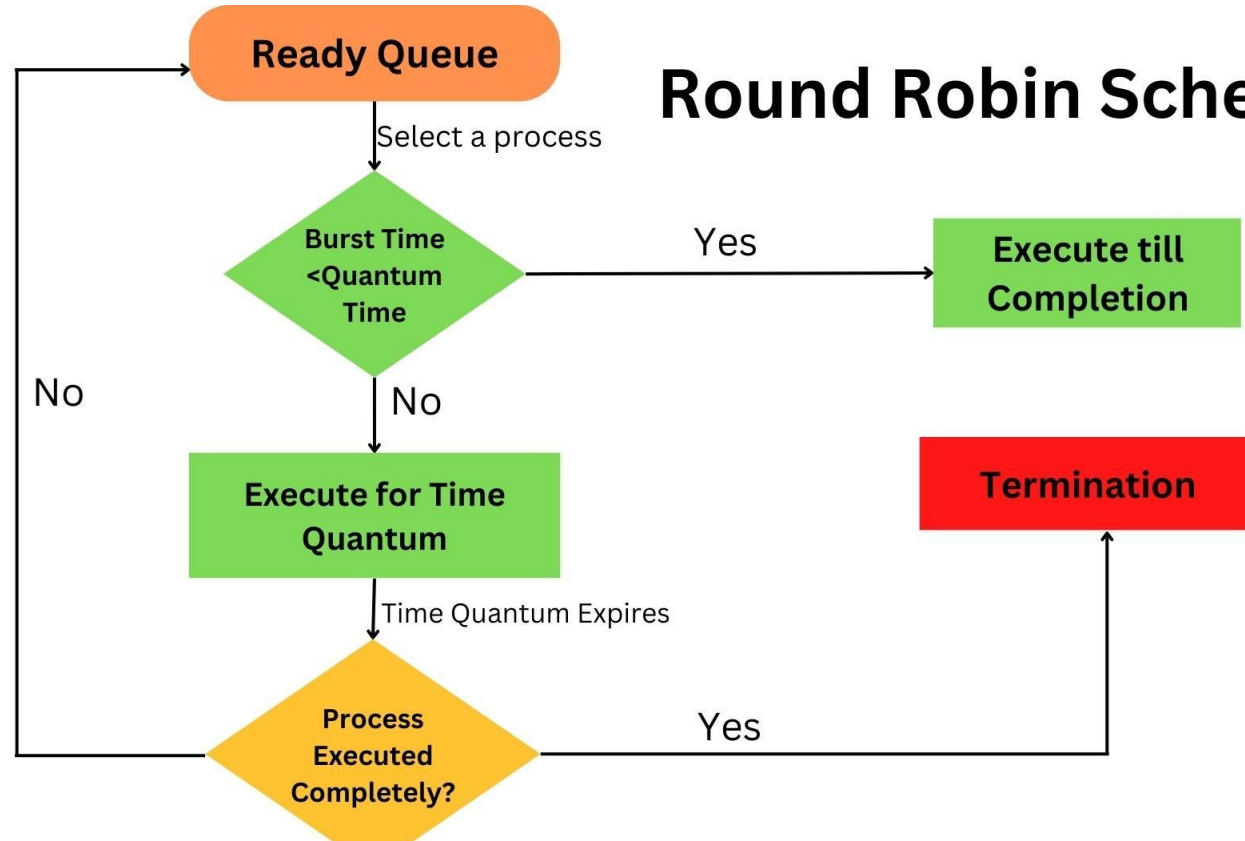 Ready Queue
Round Robin Sche
Select a process
Burst Time
<Quantum
Time
Yes
Execute till
Completion
No
No
Execute for Time
Quantum
Termination
Time Quantum Expires
Process
Executed
Completely?
Yes